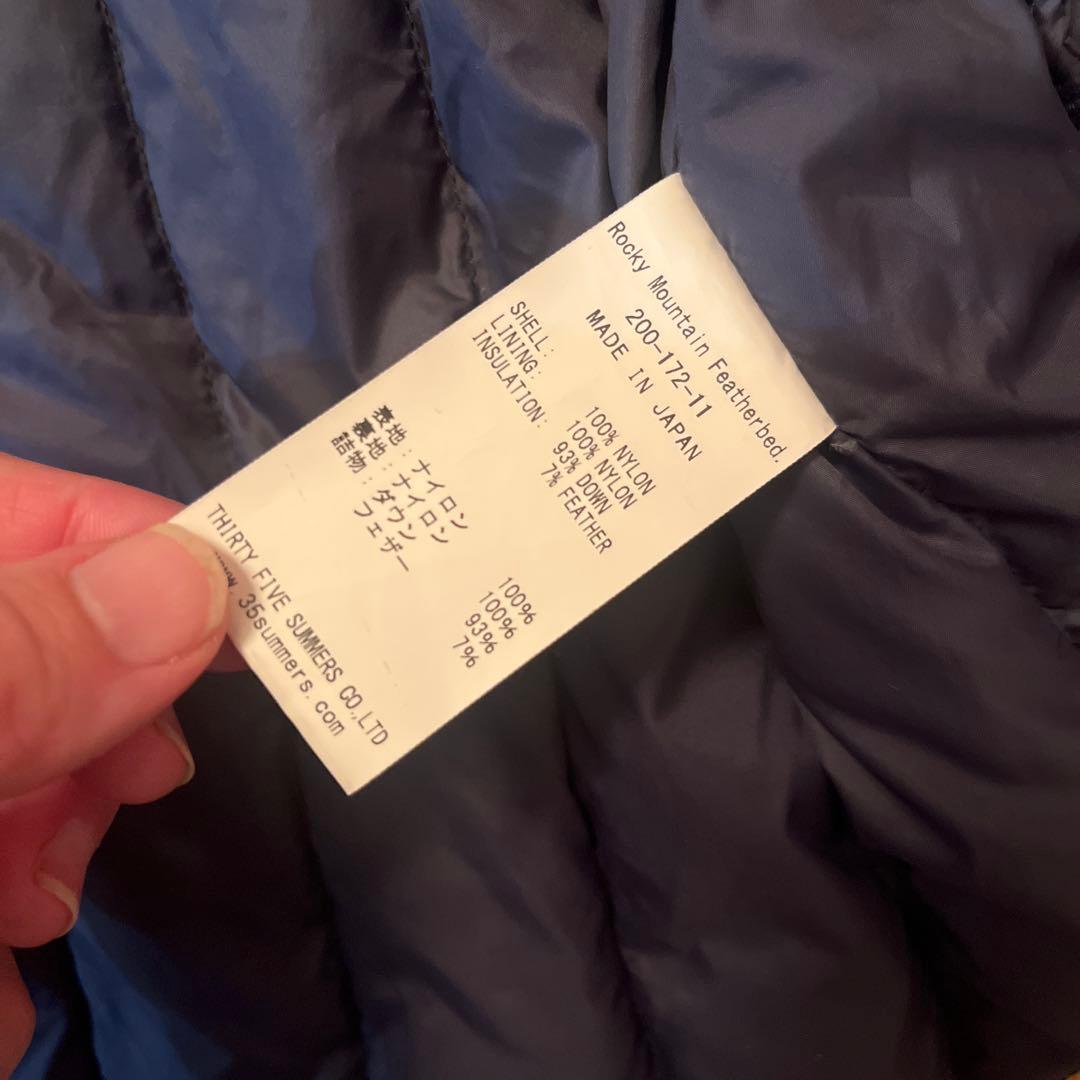 Rocky Mountain Featherbed.
200-172-11
MADE IN JAPAN
SHELL: 100% NYLON
LINING: 100% NYLON
INSULATION: 93% DOWN
7% FEATHER
表地:ナイロン 100%
裏地:ナイロン 100%
詰物:ダウン 93%
フェザー 7%
THIRTY FIVE SUMMERS CO.,LTD
35summers.com